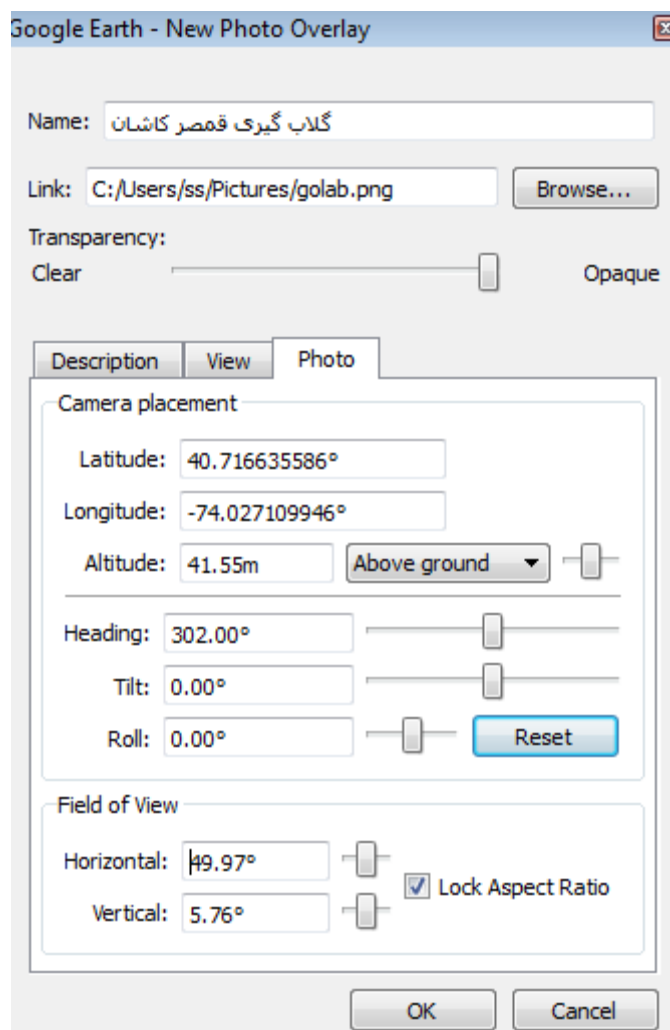 Google Earth - New Photo Overlay
Name: گلاب گیری قمصر کاشان
Link: C:/Users/ss/Pictures/golab.png Browse...
Transparency:
Clear Opaque
Description View Photo
Camera placement
Latitude: 40.716635586°
Longitude: -74.027109946°
Altitude: 41.55m Above ground
Heading: 302.00°
Tilt: 0.00°
Roll: 0.00° Reset
Field of View
Horizontal: 49.97°
Lock Aspect Ratio
Vertical: 5.76°
OK Cancel